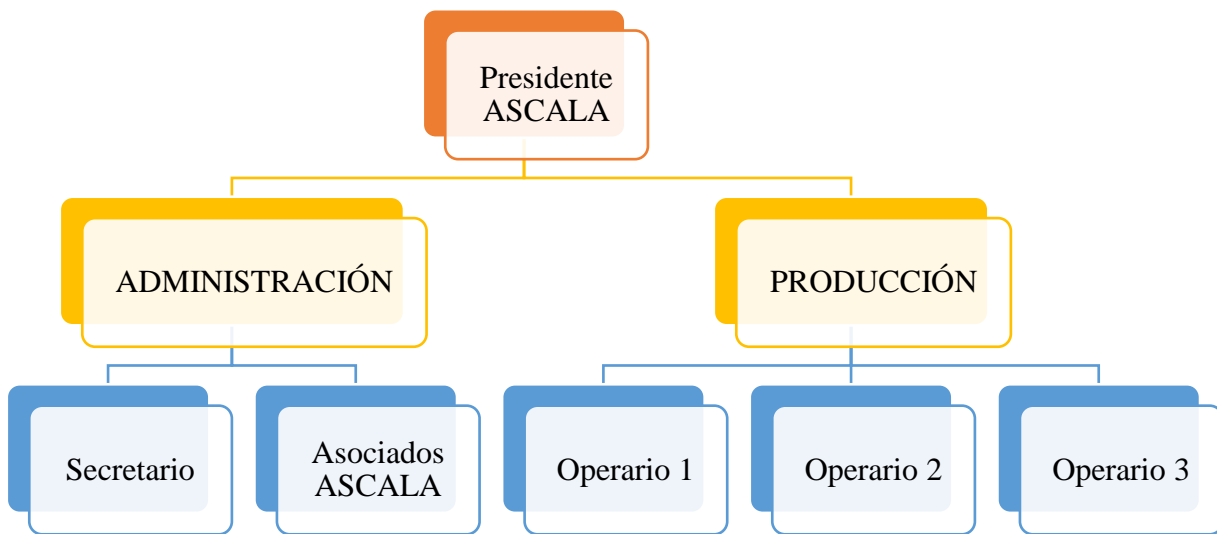 Presidente
ASCALA
ADMINISTRACIÓN
PRODUCCIÓN
Secretario
Asociados
ASCALA
Operario 1
Operario 2
Operario 3